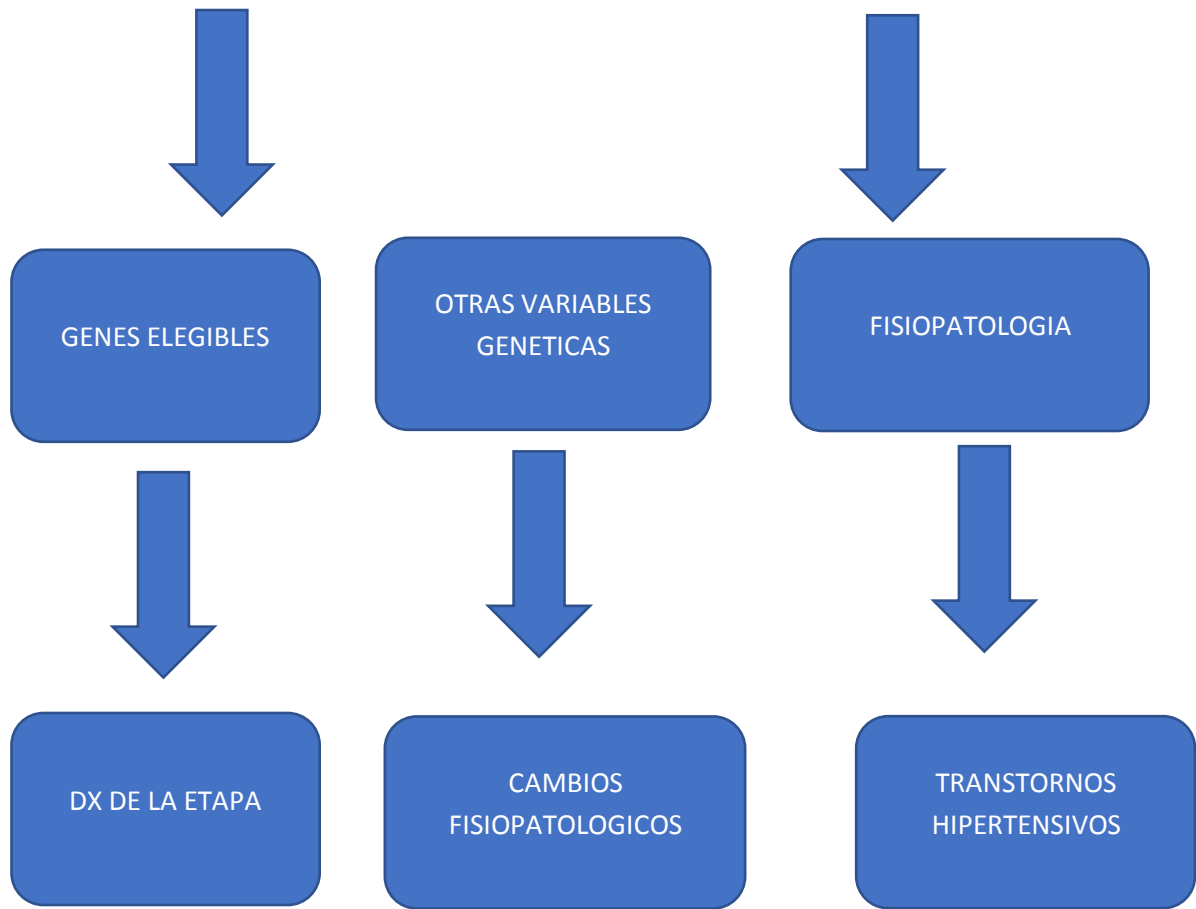 GENES ELEGIBLES
OTRAS VARIABLES
GENETICAS
FISIOPATOLOGIA
DX DE LA ETAPA
CAMBIOS
FISIOPATOLOGICOS
TRANSTORNOS
HIPERTENSIVOS